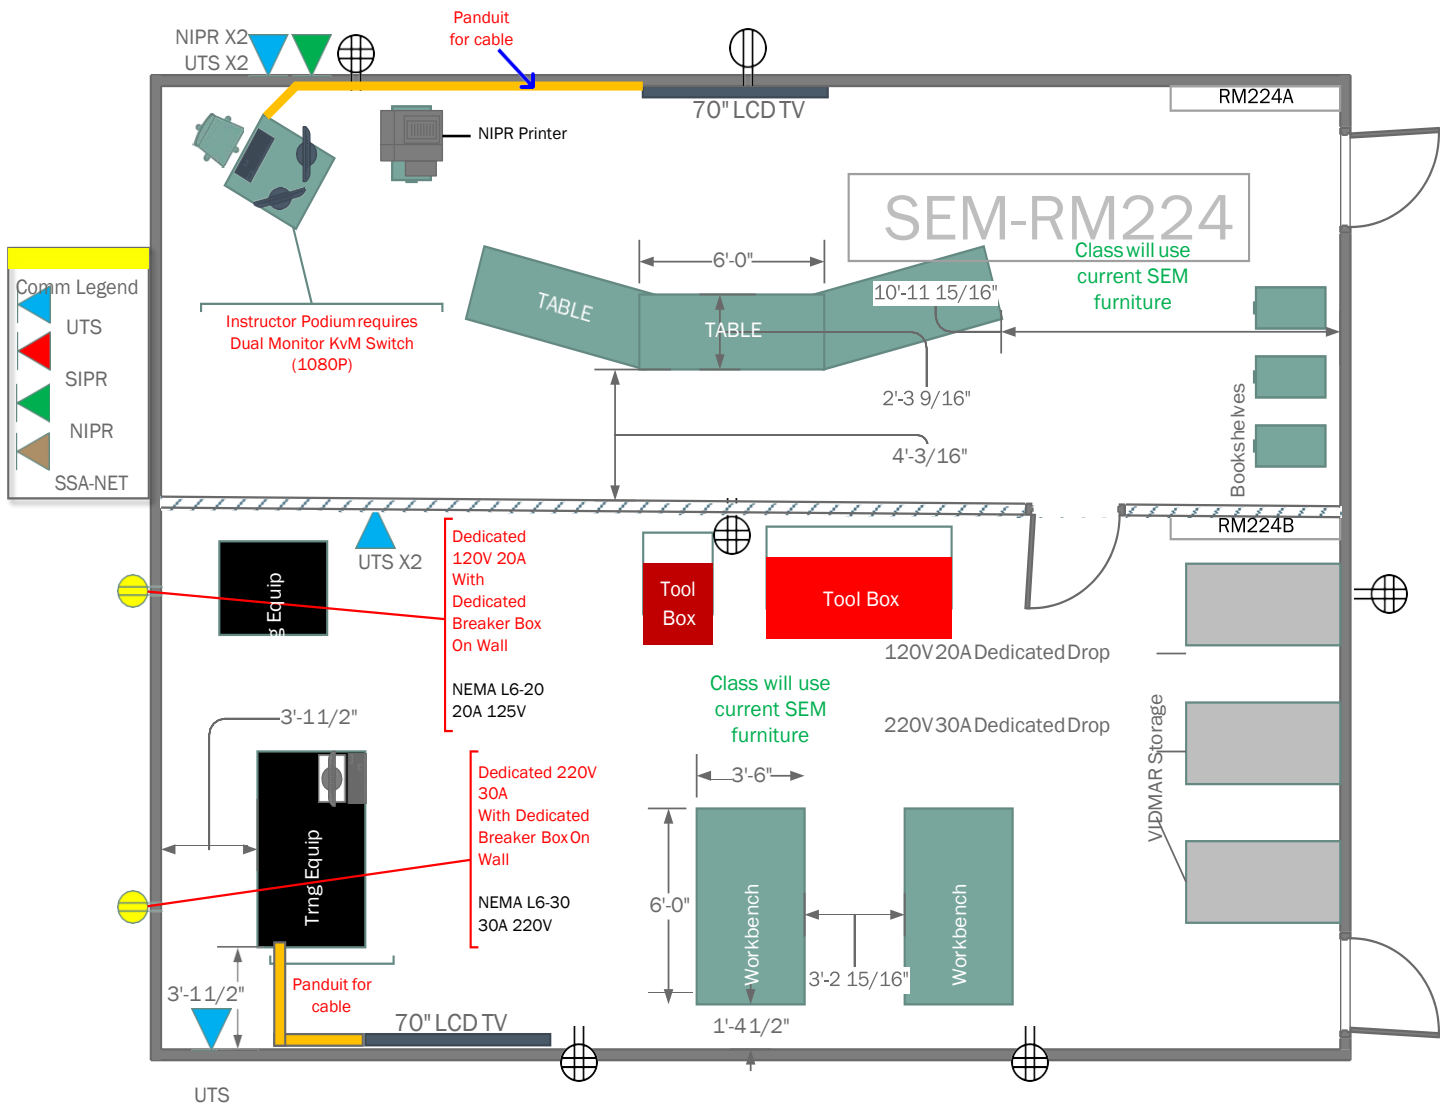 Panduit
for cable
NIPR X2
UTS X2
70" LCD TV
NIPR Printer
RM224A
SEM-RM224
Class will use
current SEM
furniture
6'-0"
10'-11 15/16"
TABLE
TABLE
2'-3 9/16"
4'-3/16"
Comm Legend
UTS
SIPR
NIPR
SSA-NET
Instructor Podium requires
Dual Monitor KvM Switch
(1080P)
Bookshelves
RM224B
UTS X2
Dedicated
120V 20A
With
Dedicated
Breaker Box
On Wall
NEMA L6-20
20A 125V
g Equip
Tool
Box
Tool Box
120V 20A Dedicated Drop
220V 30A Dedicated Drop
Class will use
current SEM
furniture
VIDMAR Storage
3'-1 1/2"
Dedicated 220V
30A
With Dedicated
Breaker Box On
Wall
NEMA L6-30
30A 220V
Trng Equip
3'-6"
6'-0"
Workbench
3'-2 15/16"
Workbench
1'-4 1/2"
3'-1 1/2"
Panduit for
cable
70" LCD TV
UTS